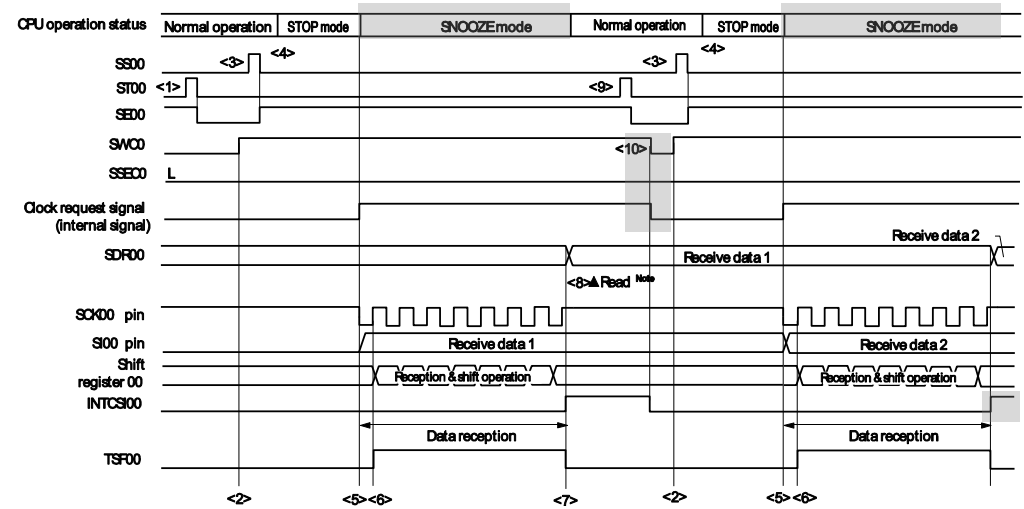 CPU operation status Normal operation STOP mode SNOOZE mode Normal operation STOP mode SNOOZE mode
SS00 <3> <4> <3> <4>
ST00 <1> <9>
SE00
SWC0 <10>
SSEC0 L
Clock request signal
(internal signal)
Receive data 2
SDR00 Receive data 1
<8> Read Note
SCK00 pin
SI00 pin Receive data 1 Receive data 2
Shift
register 00 Reception & shift operation Reception & shift operation
INTCSI00
Data reception Data reception
TSF00
<2> <5><6> <7> <2> <5><6>